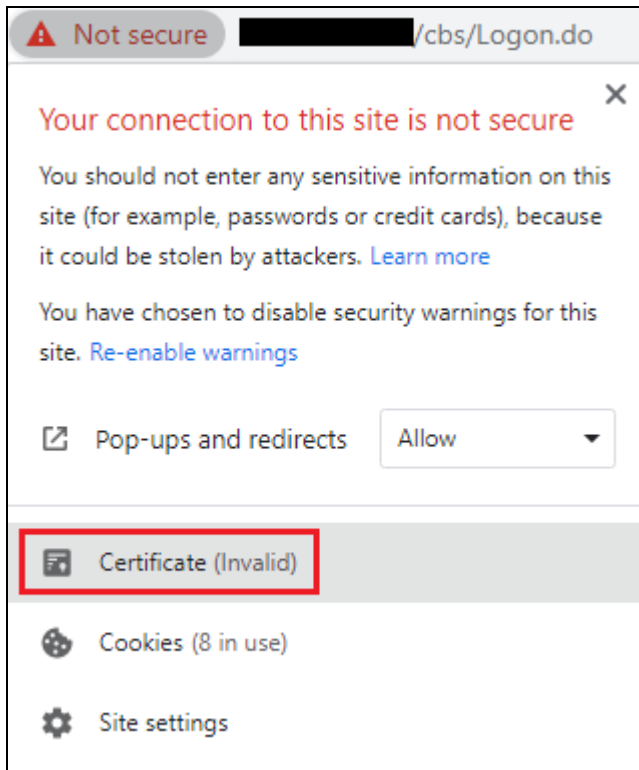 Not secure /cbs/Logon.do
Your connection to this site is not secure
You should not enter any sensitive information on this
site (for example, passwords or credit cards), because
it could be stolen by attackers. Learn more
You have chosen to disable security warnings for this
site. Re-enable warnings
Pop-ups and redirects Allow
Certificate (Invalid)
Cookies (8 in use)
Site settings